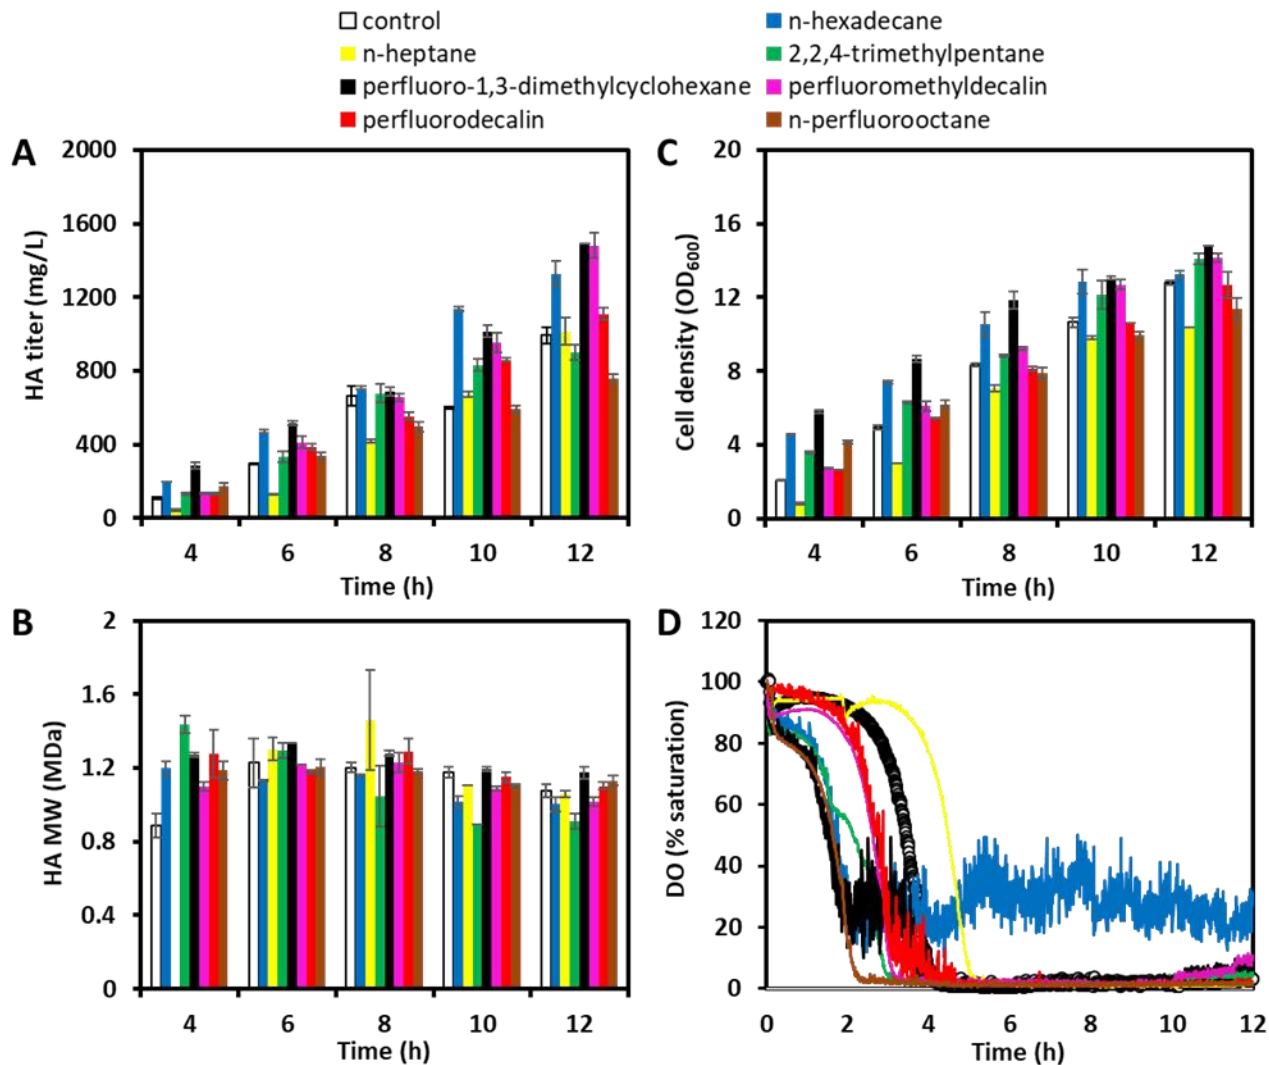 control
n-hexadecane
n-heptane
2,2,4-trimethylpentane
perfluoro-1,3-dimethylcyclohexane
perfluoromethyldecalin
perfluorodecalin
n-perfluorooctane
A
HA titer (mg/L)
2000
1600
1200
800
400
0
4 6 8 10 12
Time (h)
C
Cell density (OD600)
20
16
12
8
4
0
4 6 8 10 12
Time (h)
B
HA MW (MDa)
2
1.6
1.2
0.8
0.4
0
4 6 8 10 12
Time (h)
D
DO (% saturation)
120
100
80
60
40
20
0
0 2 4 6 8 10 12
Time (h)